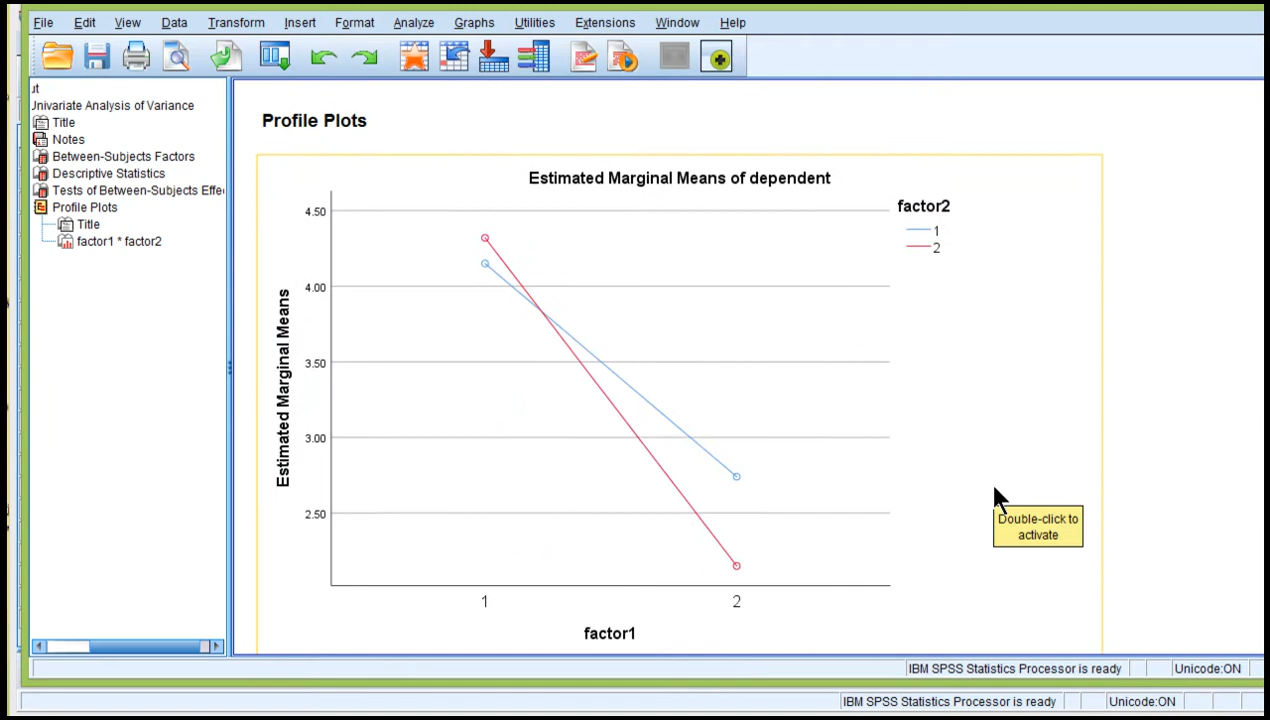 File Edit View Data Transform Insert Format Analyze Graphs Utilities Extensions Window Help
ut
Univariate Analysis of Variance
Title
Notes
Between-Subjects Factors
Descriptive Statistics
Tests of Between-Subjects Effe
Profile Plots
Title
factor1 * factor2
Profile Plots
Estimated Marginal Means of dependent
factor2
1
2
Estimated Marginal Means
4.50
4.00
3.50
3.00
2.50
1 2
factor1
Double-click to
activate
IBM SPSS Statistics Processor is ready Unicode:ON
IBM SPSS Statistics Processor is ready Unicode:ON